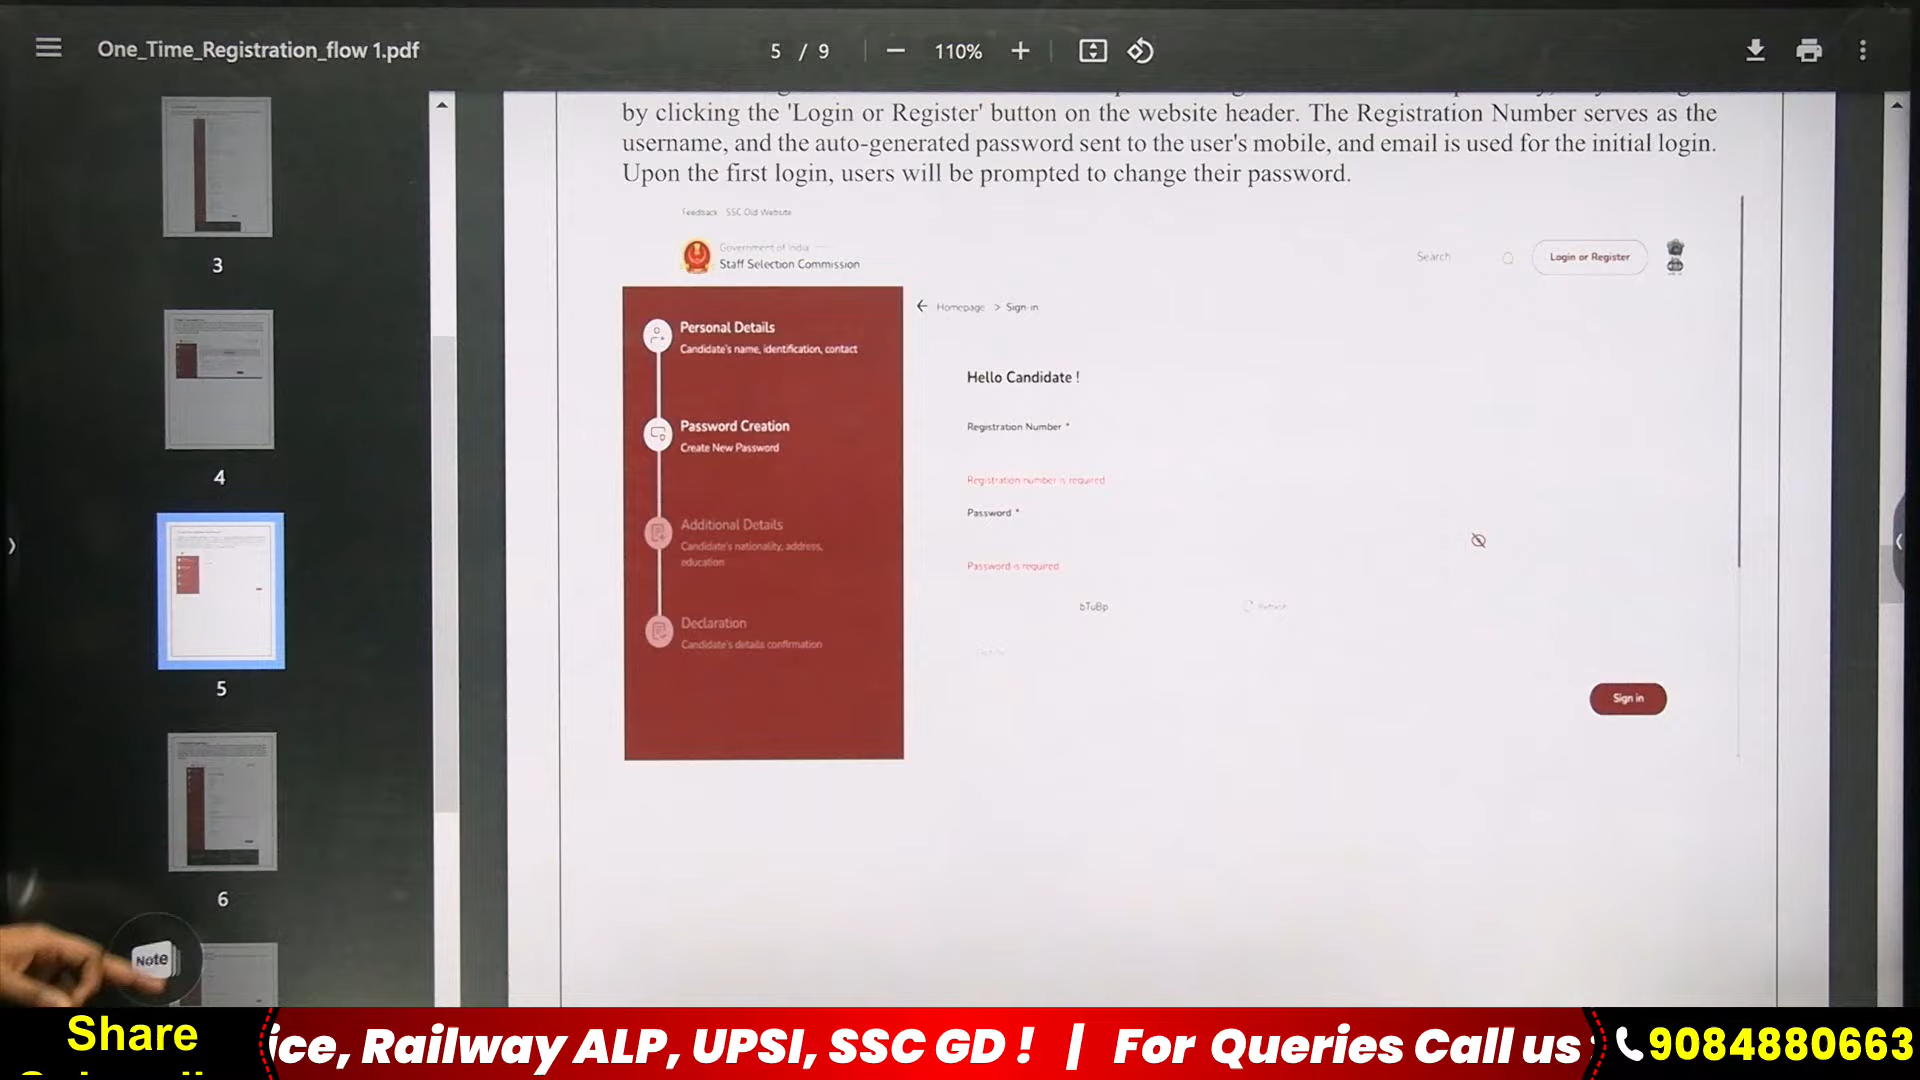 One_Time_Registration_flow 1.pdf
5 / 9
110%
by clicking the 'Login or Register' button on the website header. The Registration Number serves as the
username, and the auto-generated password sent to the user's mobile, and email is used for the initial login.
Upon the first login, users will be prompted to change their password.
Feedback SSC Old Website
Government of India
Staff Selection Commission
Search
Login or Register
Homepage > Sign-in
Personal Details
Candidate's name, identification, contact
Password Creation
Create New Password
Additional Details
Candidate's nationality, address,
education
Declaration
Candidate's details confirmation
Hello Candidate !
Registration Number *
Registration number is required
Password *
Password is required
bTuBp
Refresh
Sign in
3
4
5
6
Note
Share
ice, Railway ALP, UPSI, SSC GD ! | For Queries Call us
9084880663